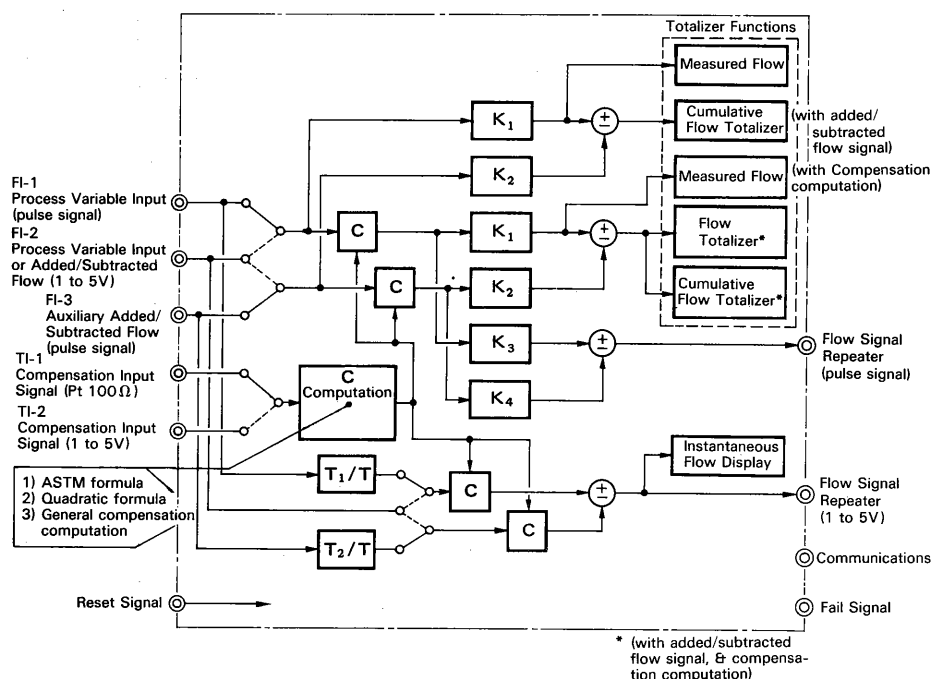 Totalizer Functions
Measured Flow
K1
±
Cumulative
Flow Totalizer
(with added/
subtracted
flow signal)
K2
Measured Flow
(with Compensation
computation)
FI-1
Process Variable Input
(pulse signal)
C
K1
±
Flow
Totalizer*
FI-2
Process Variable Input
or Added/Subtracted
Flow (1 to 5V)
C
K2
Cumulative
Flow Totalizer*
FI-3
Auxiliary Added/
Subtracted Flow
(pulse signal)
K3
±
Flow Signal
Repeater
(pulse signal)
TI-1
Compensation Input
Signal (Pt 100Ω)
C
Computation
K4
TI-2
Compensation Input
Signal (1 to 5V)
Instantaneous
Flow Display
1) ASTM formula
2) Quadratic formula
3) General compensation
computation
T1/T
C
±
Flow Signal
Repeater
(1 to 5V)
C
T2/T
Communications
Reset Signal
Fail Signal
* (with added/subtracted
flow signal, & compensa-
tion computation)